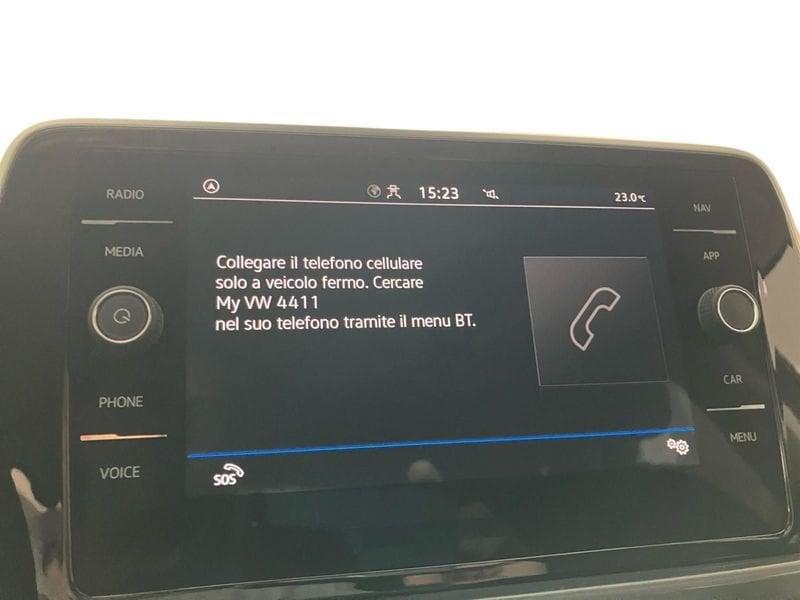 RADIO
MEDIA
PHONE
VOICE
15:23
23.0°C
Collegare il telefono cellulare
solo a veicolo fermo. Cercare
My VW 4411
nel suo telefono tramite il menu BT.
SOS
NAV
APP
CAR
MENU